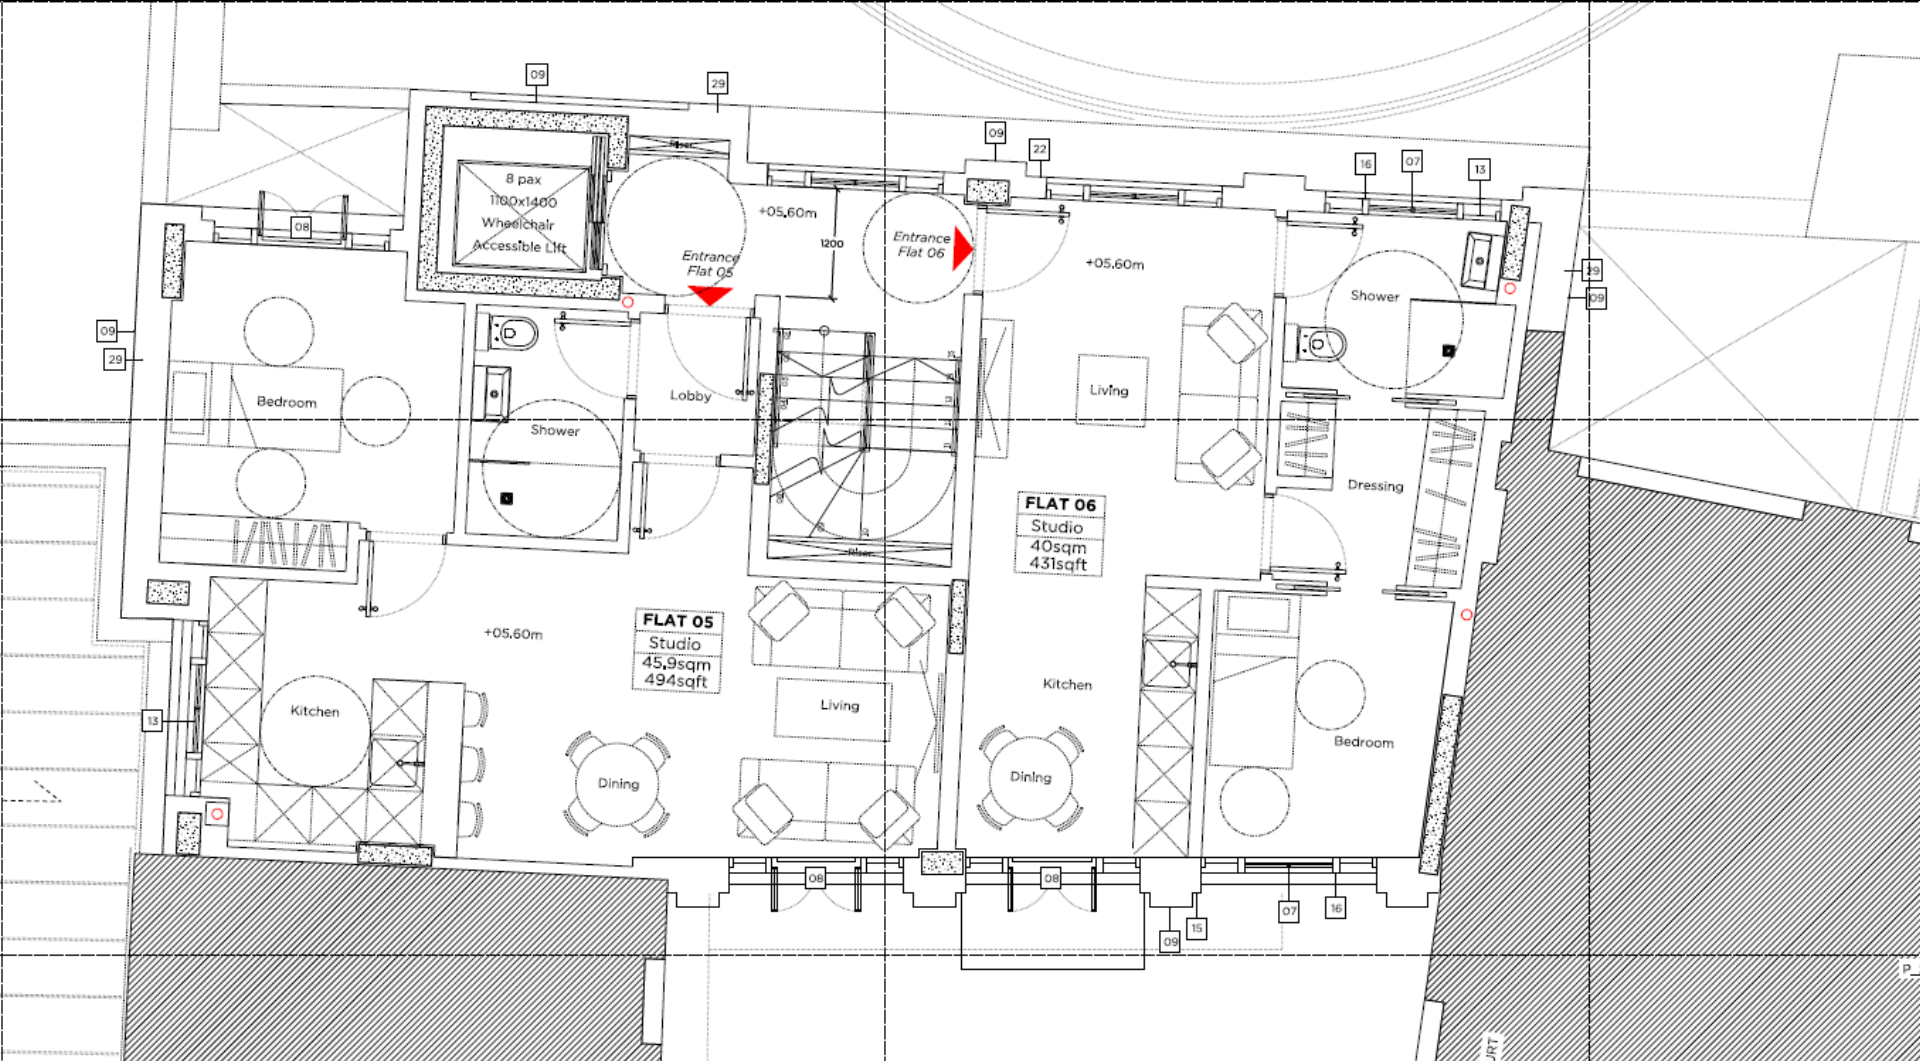 09
29
09
22
16
07
13
8 pax
1100x1400
Wheelchair
Accessible Lift
Riser
+05.60m
1200
Entrance
Flat 05
Entrance
Flat 06
+05.60m
08
Shower
29
09
09
29
Bedroom
Lobby
Shower
Living
Dressing
FLAT 06
Studio
40sqm
431sqft
Riser
FLAT 05
Studio
45.9sqm
494sqft
+05.60m
Kitchen
Living
Kitchen
Bedroom
13
Dining
Dining
08
08
07
16
15
09
P
URT